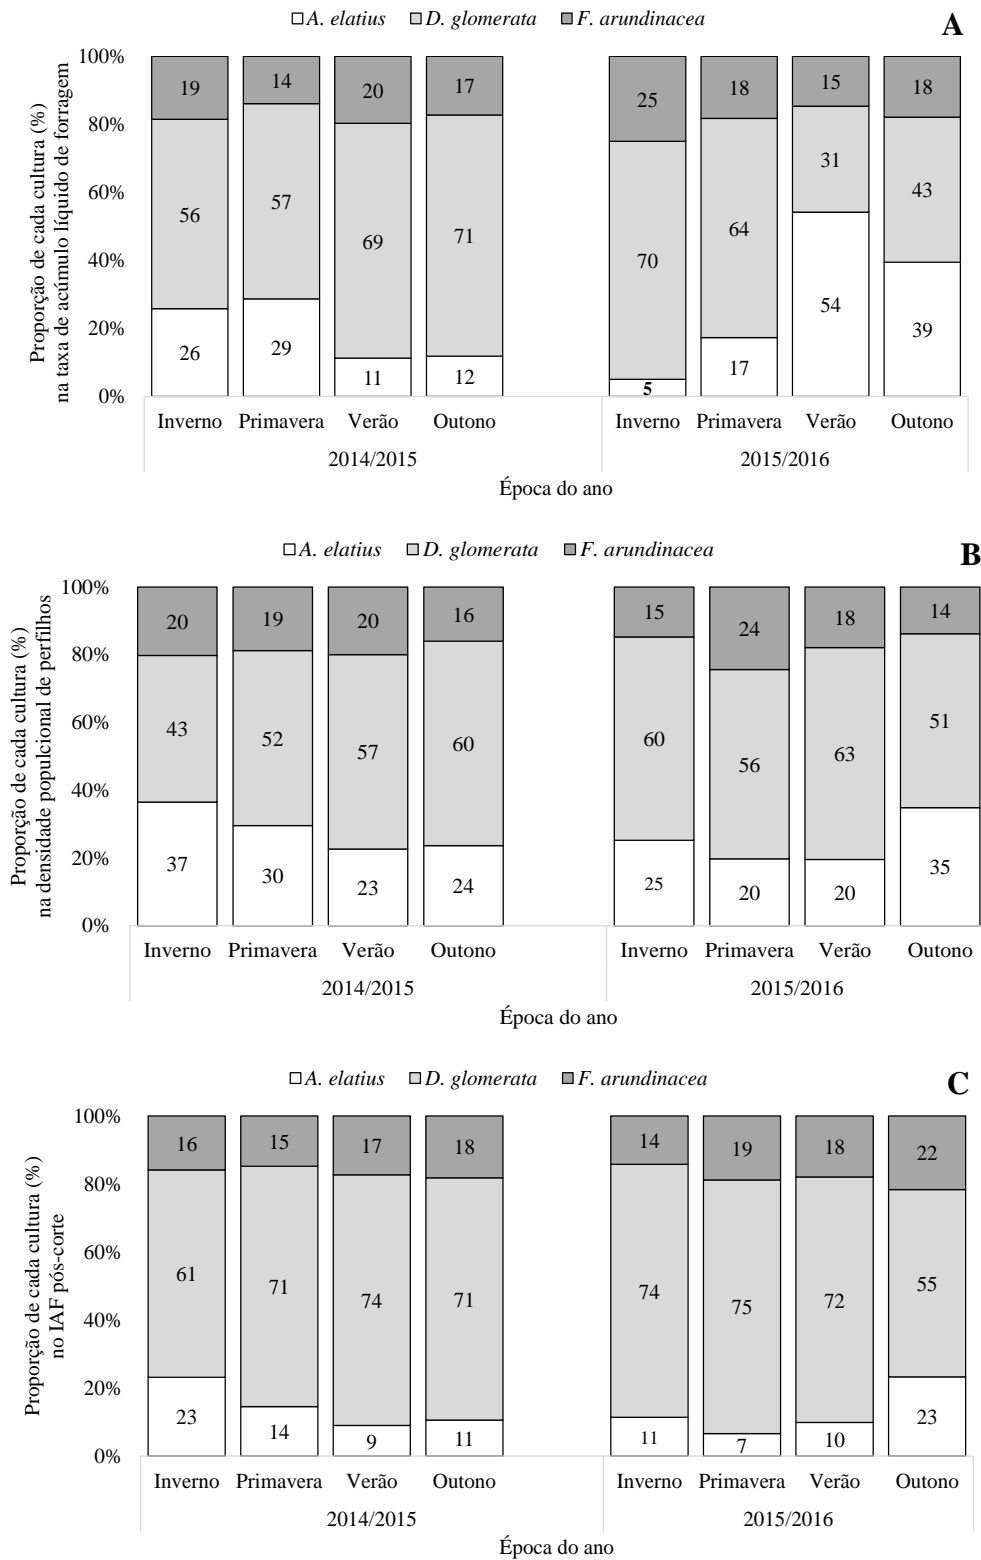 A. elatius D. glomerata F. arundinacea
A
Proporção de cada cultura (%)
na taxa de acúmulo líquido de forragem
100%
80%
60%
40%
20%
0%
19 14 20 17 25 18 15 18
56 57 69 71 70 64 31 43
26 29 11 12 5 17 54 39
Inverno Primavera Verão Outono Inverno Primavera Verão Outono
2014/2015 2015/2016
Época do ano
A. elatius D. glomerata F. arundinacea
B
Proporção de cada cultura (%)
na densidade populcional de perfilhos
100%
80%
60%
40%
20%
0%
20 19 20 16 15 24 18 14
43 52 57 60 60 56 63 51
37 30 23 24 25 20 20 35
Inverno Primavera Verão Outono Inverno Primavera Verão Outono
2014/2015 2015/2016
Época do ano
A. elatius D. glomerata F. arundinacea
C
Proporção de cada cultura (%)
no IAF pós-corte
100%
80%
60%
40%
20%
0%
16 15 17 18 14 19 18 22
61 71 74 71 74 75 72 55
23 14 9 11 11 7 10 23
Inverno Primavera Verão Outono Inverno Primavera Verão Outono
2014/2015 2015/2016
Época do ano